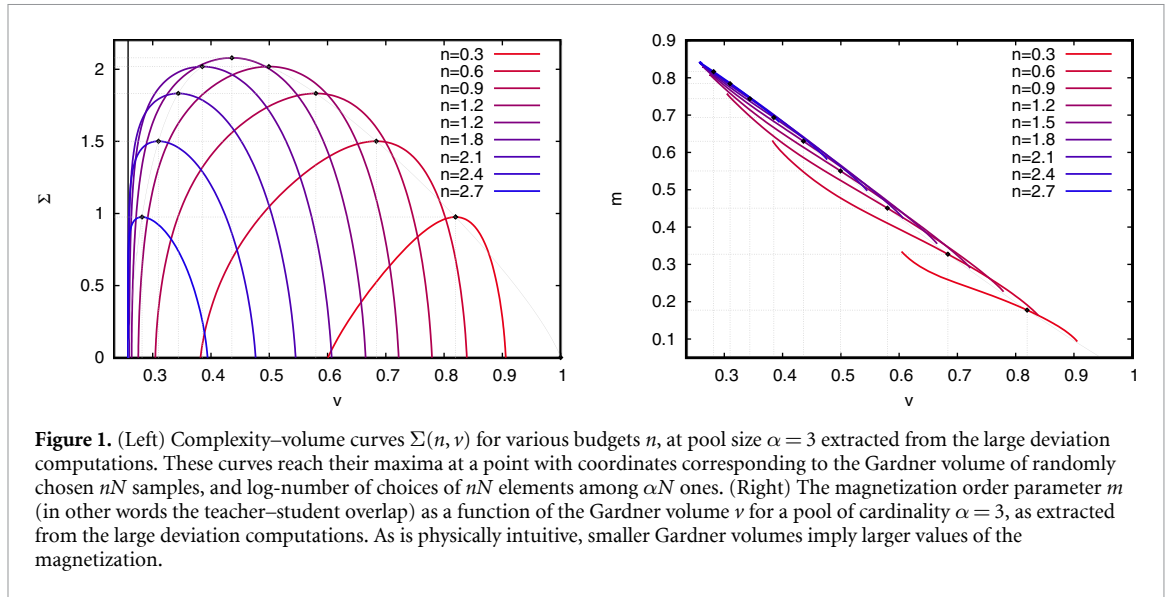 2
1.5
1
0.5
0
Σ
0.3
0.4
0.5
0.6
0.7
0.8
0.9
1
v
n=0.3
n=0.6
n=0.9
n=1.2
n=1.2
n=1.8
n=2.1
n=2.4
n=2.7
0.9
0.8
0.7
0.6
0.5
0.4
0.3
0.2
0.1
m
0.3
0.4
0.5
0.6
0.7
0.8
0.9
1
v
n=0.3
n=0.6
n=0.9
n=1.2
n=1.5
n=1.8
n=2.1
n=2.4
n=2.7
Figure 1. (Left) Complexity–volume curves Σ(n, v) for various budgets n, at pool size α = 3 extracted from the large deviation
computations. These curves reach their maxima at a point with coordinates corresponding to the Gardner volume of randomly
chosen nN samples, and log-number of choices of nN elements among αN ones. (Right) The magnetization order parameter m
(in other words the teacher–student overlap) as a function of the Gardner volume v for a pool of cardinality α = 3, as extracted
from the large deviation computations. As is physically intuitive, smaller Gardner volumes imply larger values of the
magnetization.